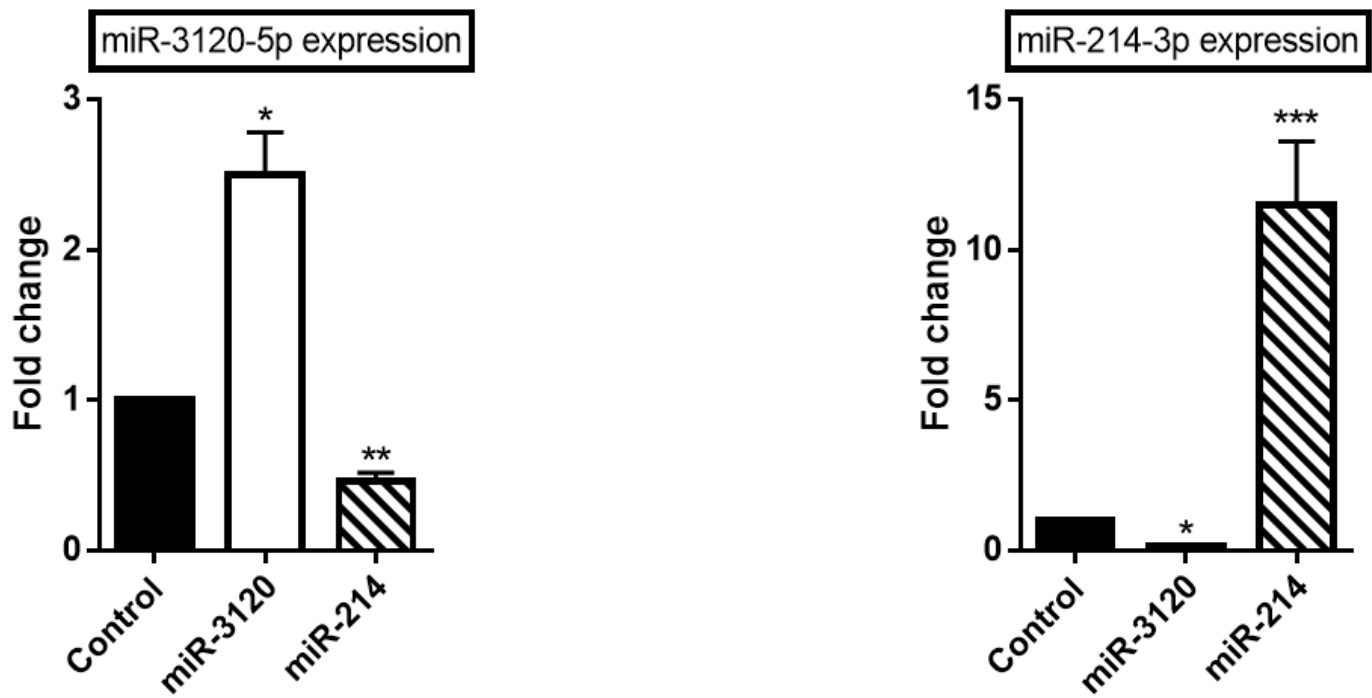 miR-3120-5p expression
Fold change
3
2
1
0
*
**
Control
miR-3120
miR-214
miR-214-3p expression
Fold change
15
10
5
0
*
***
Control
miR-3120
miR-214